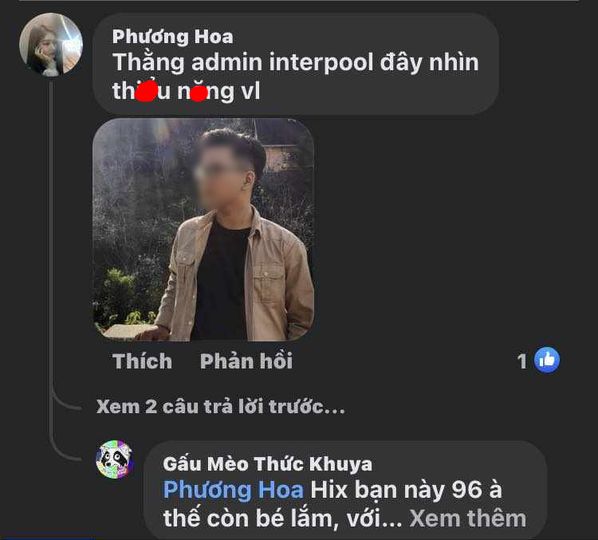 Phương Hoa
Thằng admin interpool đây nhìn
vl
Thích Phản hồi
1
Xem 2 câu trả lời trước...
Gấu Mèo Thức Khuya
Phương Hoa Hix bạn này 96 à
thế còn bé lắm, với... Xem thêm